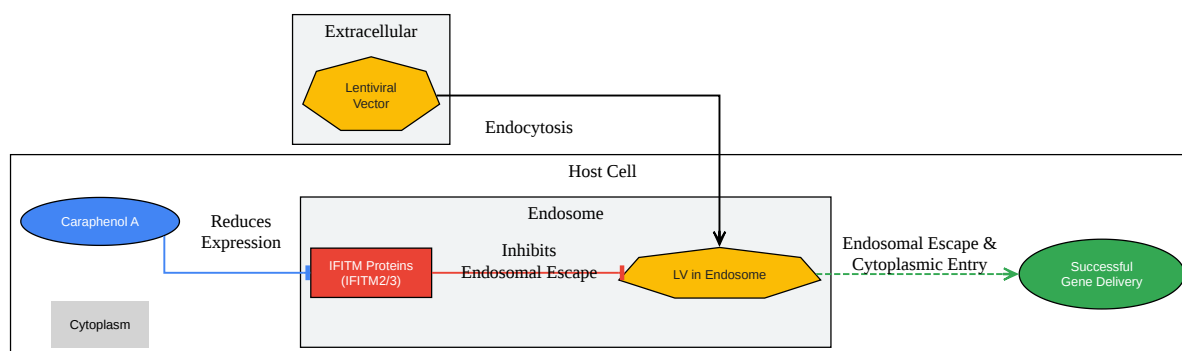 Extracellular
Lentiviral
Vector
Endocytosis
Host Cell
Caraphenol A
Reduces
Expression
Endosome
IFITM Proteins
(IFITM2/3)
Inhibits
Endosomal Escape
LV in Endosome
Endosomal Escape &
Cytoplasmic Entry
Successful
Gene Delivery
Cytoplasm